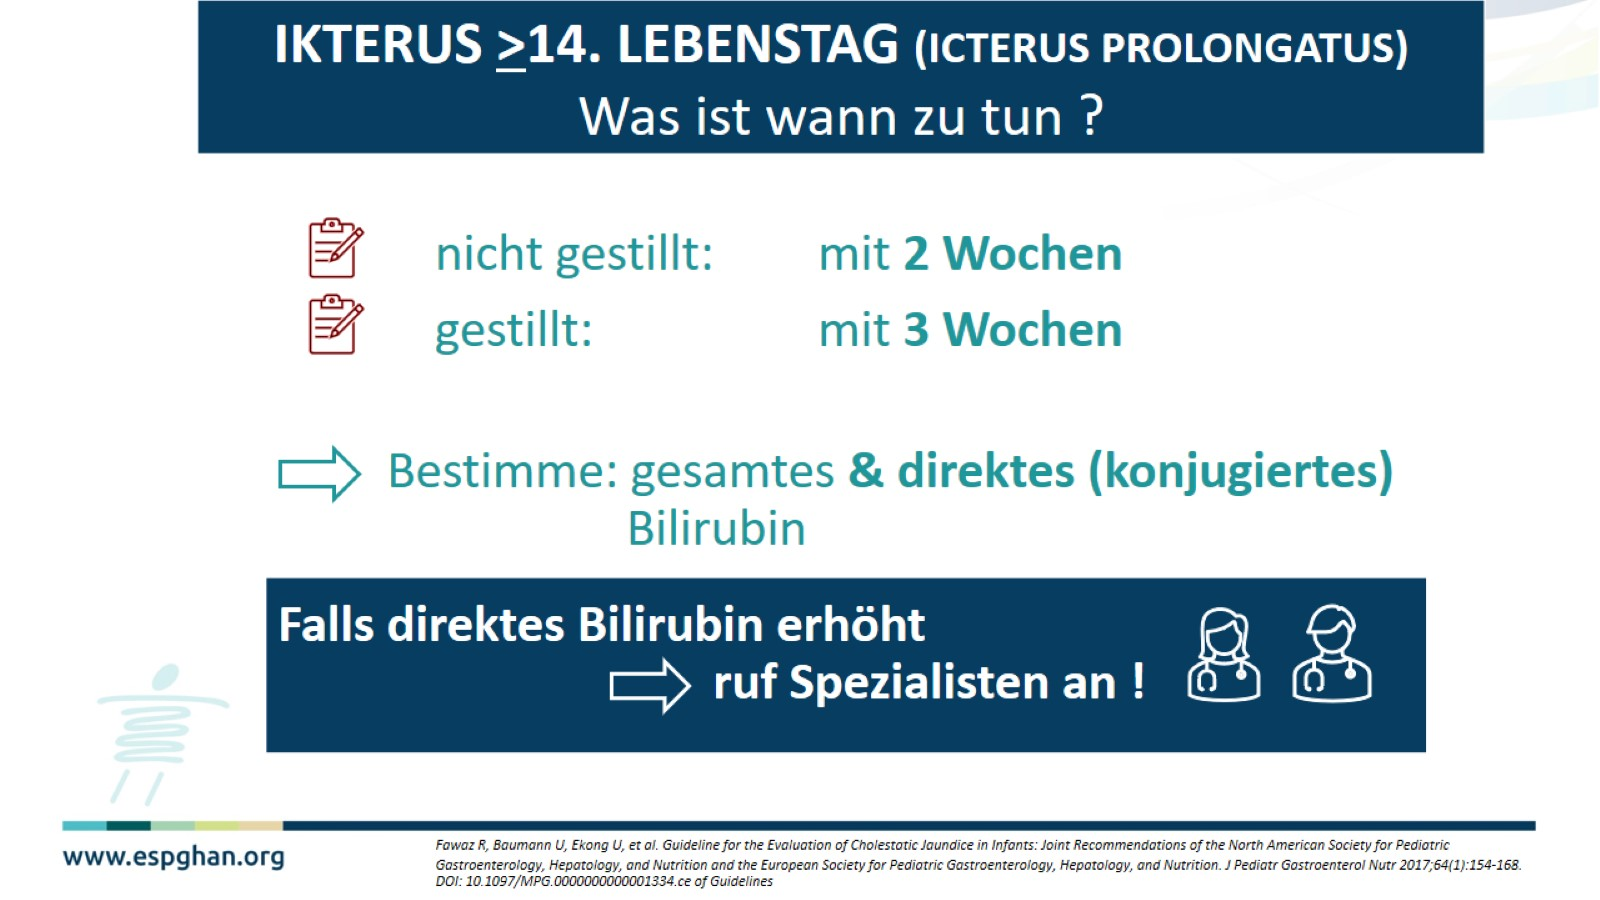 IKTERUS ≥14. LEBENSTAG (ICTERUS PROLONGATUS)
Was ist wann zu tun ?
nicht gestillt: mit 2 Wochen
gestillt: mit 3 Wochen
Bestimme: gesamtes & direktes (konjugiertes)
Bilirubin
Falls direktes Bilirubin erhöht
ruf Spezialisten an !
www.espghan.org
Fawaz R, Baumann U, Ekong U, et al. Guideline for the Evaluation of Cholestatic Jaundice in Infants: Joint Recommendations of the North American Society for Pediatric
Gastroenterology, Hepatology, and Nutrition and the European Society for Pediatric Gastroenterology, Hepatology, and Nutrition. J Pediatr Gastroenterol Nutr 2017;64(1):154-168.
DOI: 10.1097/MPG.0000000000001334.ce of Guidelines